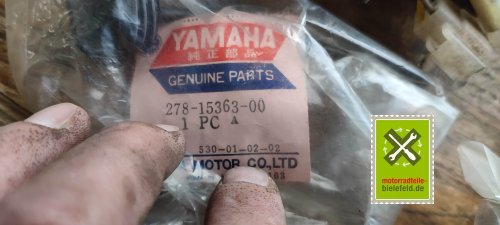 YAMAHA
純正部品
GENUINE PARTS
278-15363-00
1 PC A
530-01-02-02
MOTOR CO,LTD
motorradteile-
bielefeld.de